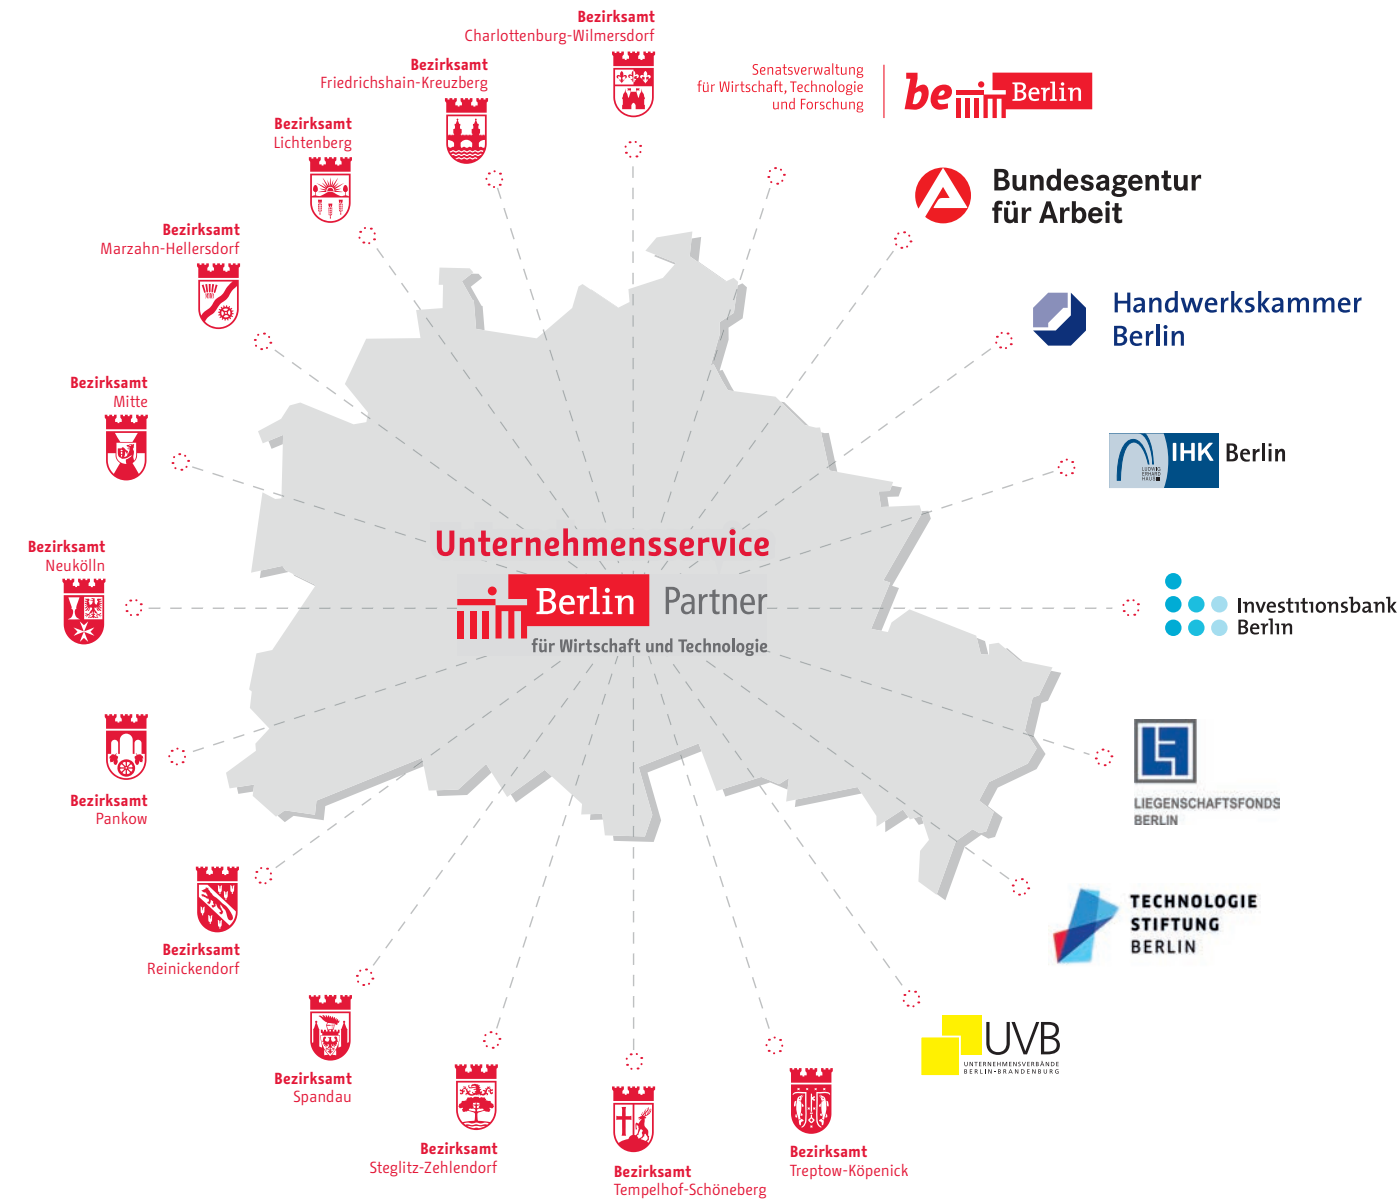 Bezirksamt
Charlottenburg-Wilmersdorf
Bezirksamt
Friedrichshain-Kreuzberg
Bezirksamt
Lichtenberg
Bezirksamt
Marzahn-Hellersdorf
Bezirksamt
Mitte
Bezirksamt
Neukölln
Bezirksamt
Pankow
Bezirksamt
Reinickendorf
Bezirksamt
Spandau
Bezirksamt
Steglitz-Zehlendorf
Bezirksamt
Tempelhof-Schöneberg
Bezirksamt
Treptow-Köpenick
Senatsverwaltung
für Wirtschaft, Technologie
und Forschung
be Berlin
Bundesagentur
für Arbeit
Handwerkskammer
Berlin
LUDWIG
ERHARD
HAUS
IHK Berlin
Investitionsbank
Berlin
LIEGENSCHAFTSFONDS
BERLIN
TECHNOLOGIE
STIFTUNG
BERLIN
UVB
UNTERNEHMENSVERBÄNDE
BERLIN-BRANDENBURG
Unternehmensservice
Berlin Partner
für Wirtschaft und Technologie